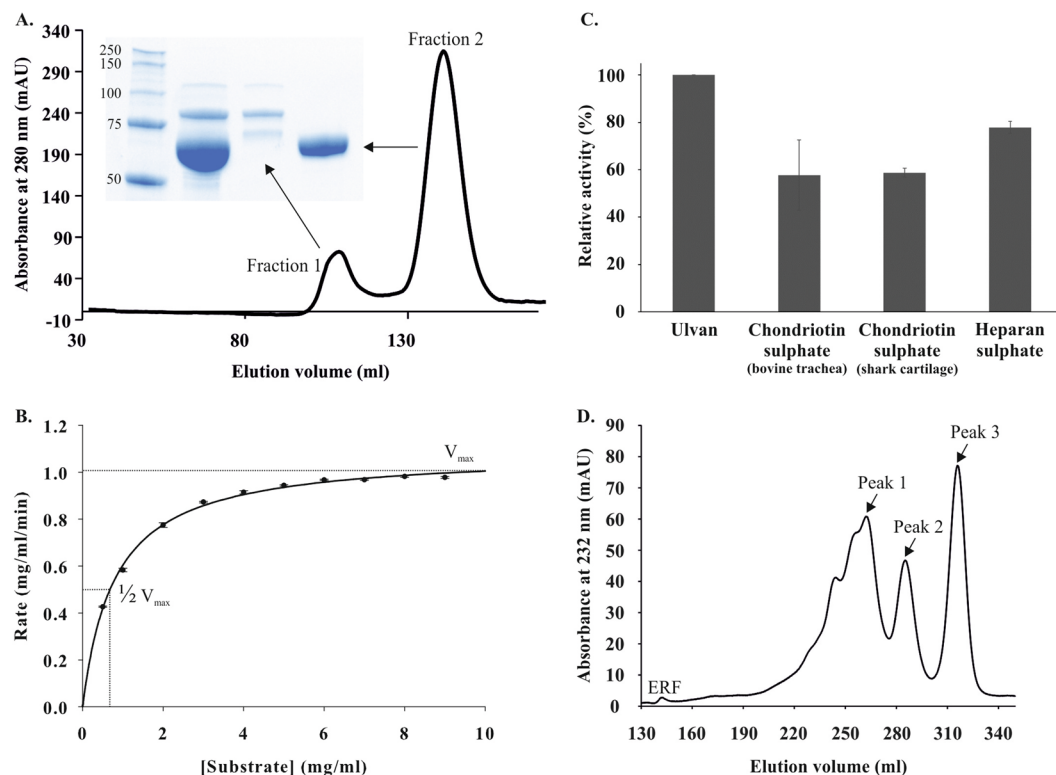 A.
340
290
240
190
140
90
40
-10
Absorbance at 280 nm (mAU)
250
150
100
75
50
Fraction 2
Fraction 1
30
80
130
Elution volume (ml)
C.
100
80
60
40
20
0
Relative activity (%)
Ulvan
Chondriotin
sulphate
(bovine trachea)
Chondriotin
sulphate
(shark cartilage)
Heparan
sulphate
B.
1.2
1.0
0.8
0.6
0.4
0.2
0.0
Rate (mg/ml/min)
Vmax
½ Vmax
0
2
4
6
8
10
[Substrate] (mg/ml)
D.
90
80
70
60
50
40
30
20
10
0
Absorbance at 232 nm (mAU)
Peak 3
Peak 1
Peak 2
ERF
130
160
190
220
250
280
310
340
Elution volume (ml)